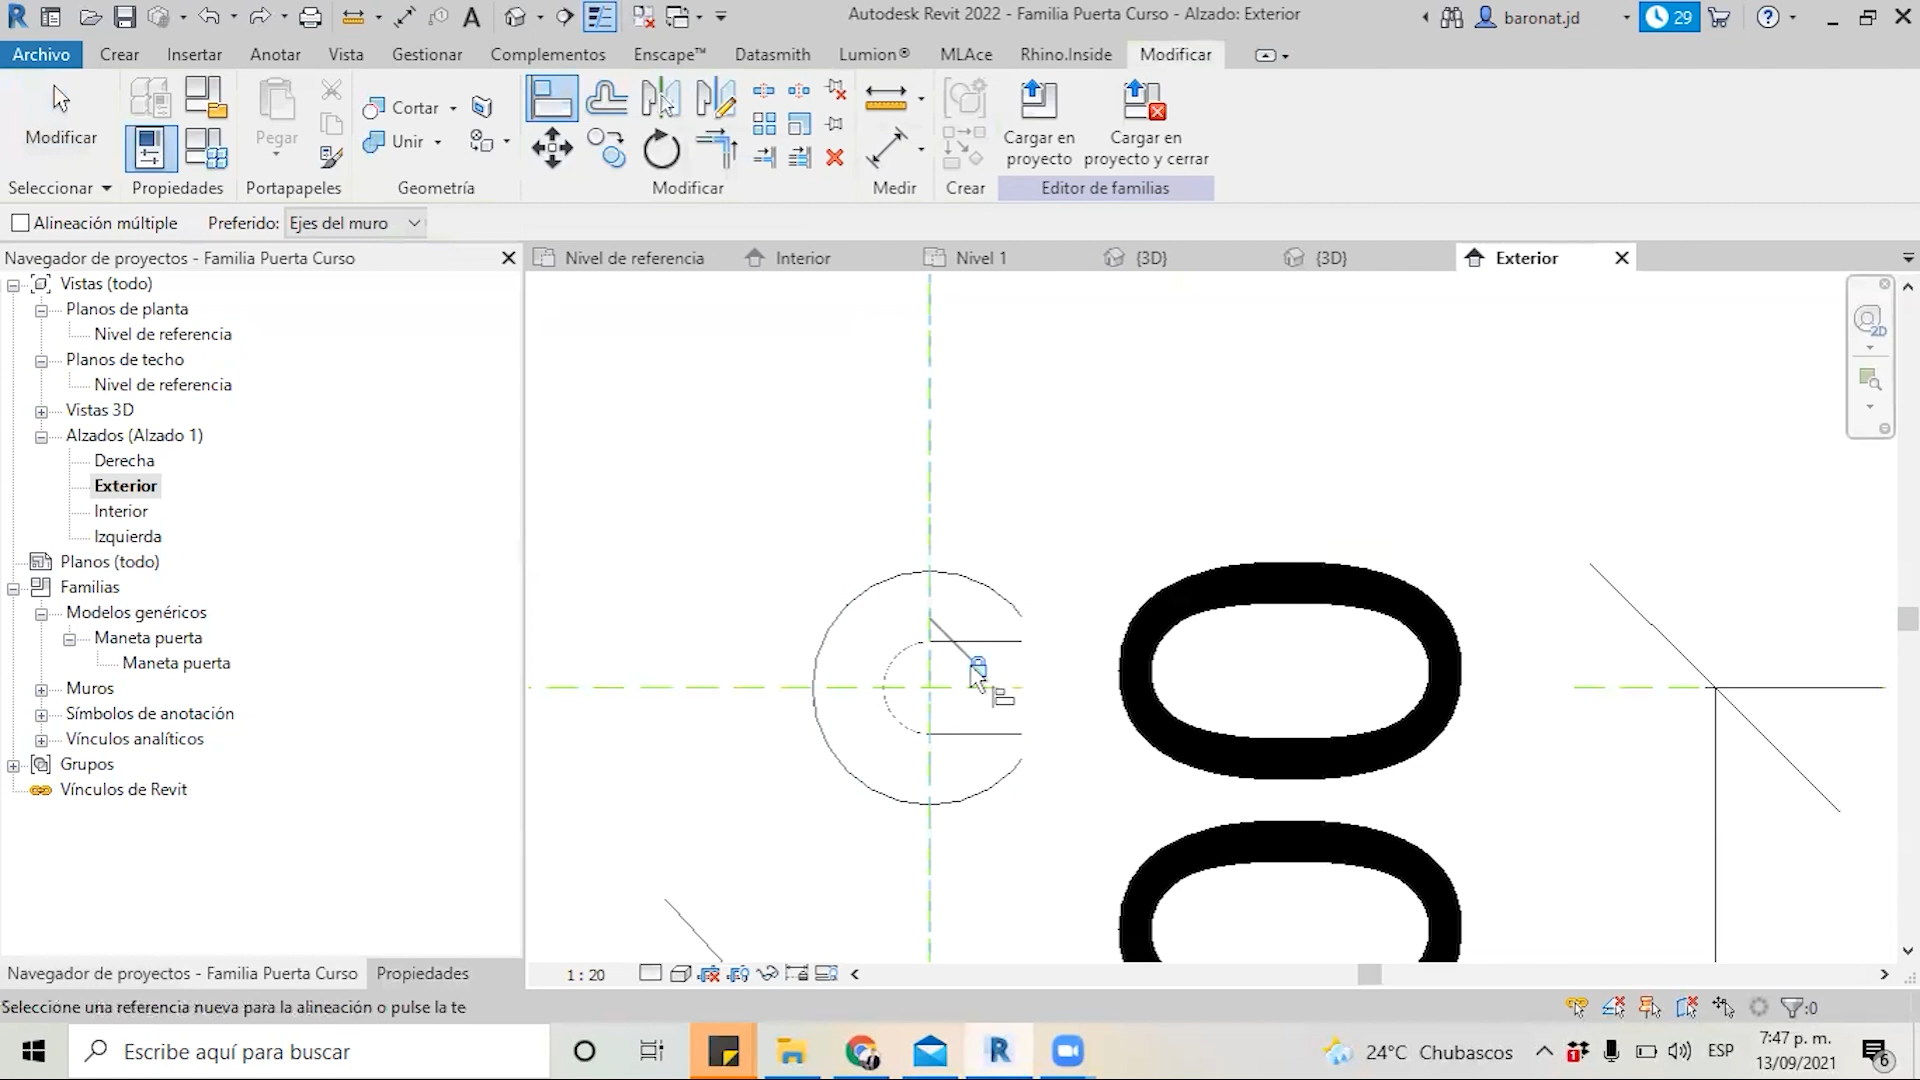 Autodesk Revit 2022 - Familia Puerta Curso - Alzado: Exterior
baronat.jd
29
Archivo Crear Insertar Anotar Vista Gestionar Complementos Enscape™ Datasmith Lumion® MLAce Rhino.Inside Modificar
Modificar
Pegar
Cortar
Unir
Cargar en
proyecto
Cargar en
proyecto y cerrar
Seleccionar Propiedades Portapapeles Geometría Modificar Medir Crear Editor de familias
Alineación múltiple Preferido: Ejes del muro
Navegador de proyectos - Familia Puerta Curso
Nivel de referencia Interior Nivel 1 {3D} {3D} Exterior
Vistas (todo)
Planos de planta
Nivel de referencia
Planos de techo
Nivel de referencia
Vistas 3D
Alzados (Alzado 1)
Derecha
Exterior
Interior
Izquierda
Planos (todo)
Familias
Modelos genéricos
Maneta puerta
Maneta puerta
Muros
Símbolos de anotación
Vínculos analíticos
Grupos
Vínculos de Revit
2D
00
Navegador de proyectos - Familia Puerta Curso Propiedades
1 : 20
Seleccione una referencia nueva para la alineación o pulse la te
:0
Escribe aquí para buscar
24°C Chubascos
1
ESP
7:47 p. m.
13/09/2021
6